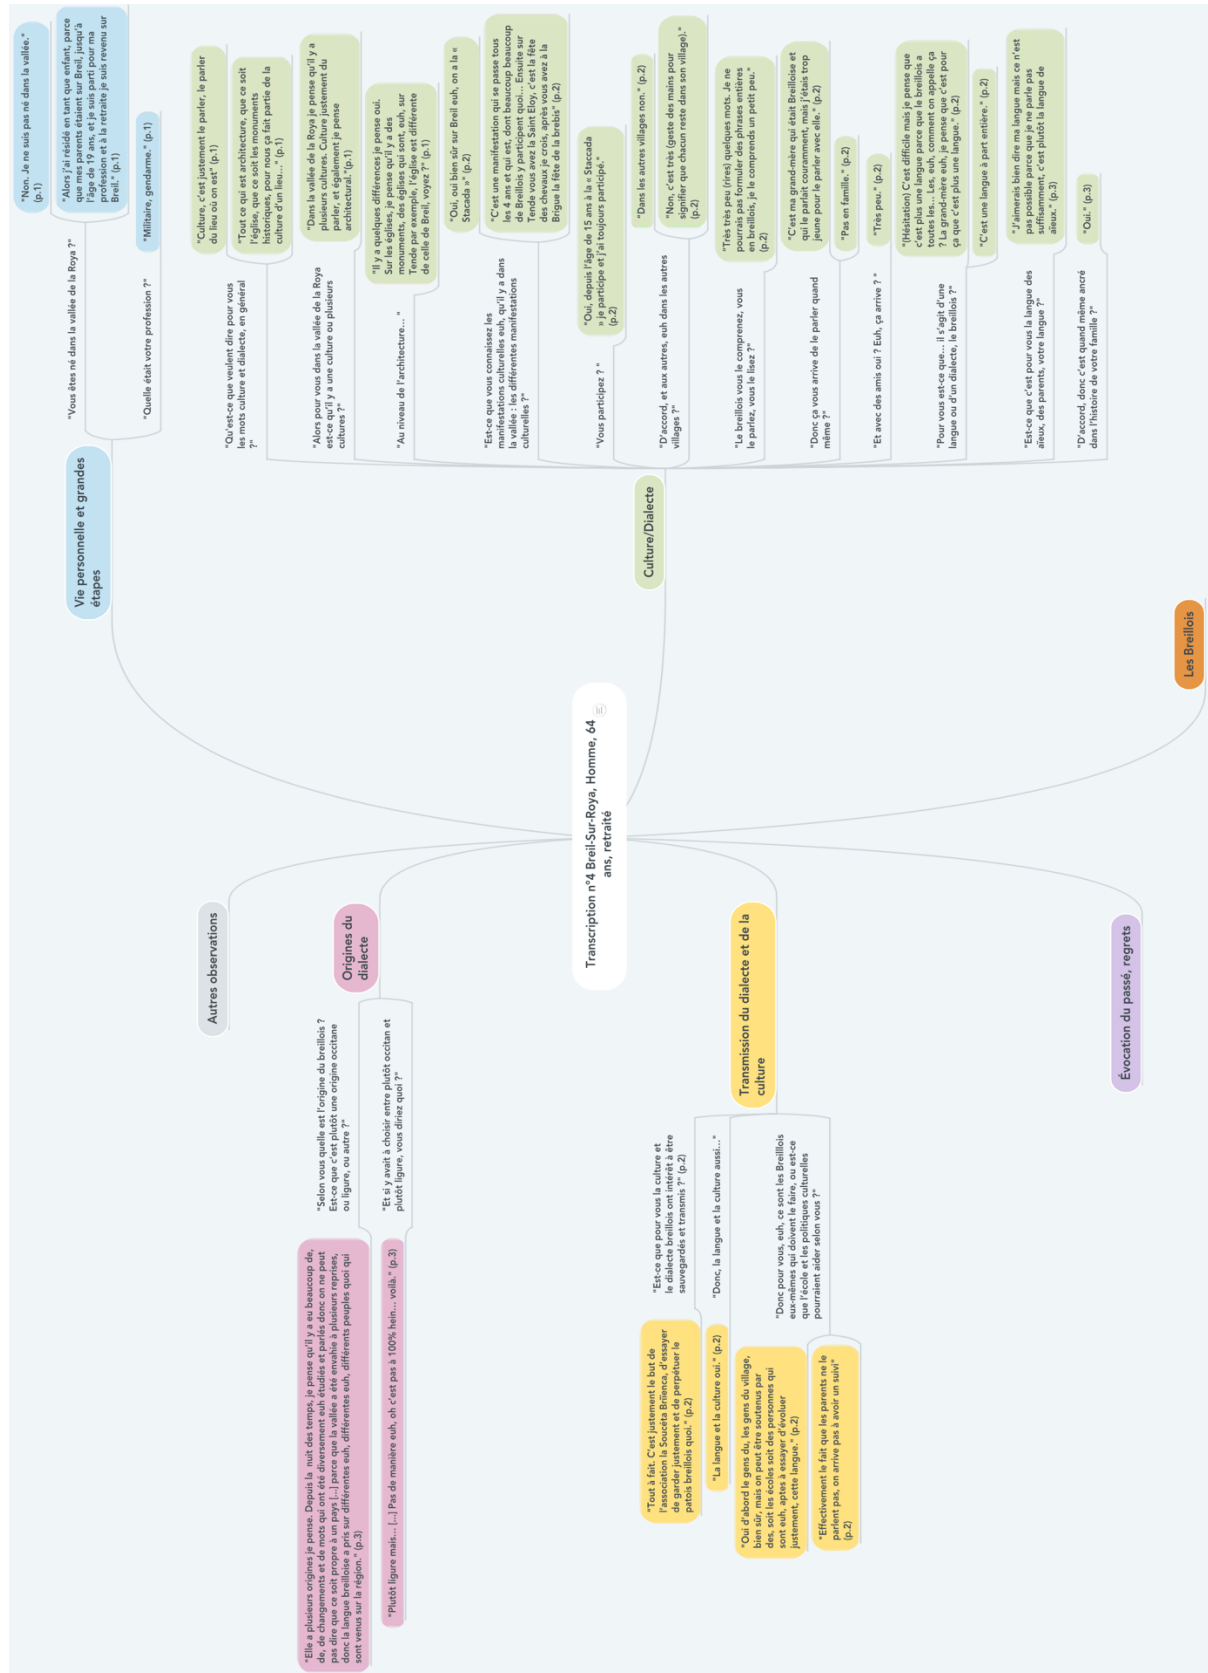 Transcription n°4 Breil-Sur-Roya, Homme, 64
ans, retraité
Vie personnelle et grandes
étapes
"Vous êtes né dans la vallée de la Roya ?"
"Non. Je ne suis pas né dans la vallée."
(p.1)
"Alors j'ai résidé en tant que enfant, parce
que mes parents étaient sur Breil, jusqu'à
l'âge de 19 ans, et je suis parti pour ma
profession et à la retraite je suis revenu sur
Breil." (p.1)
"Quelle était votre profession ?"
"Militaire, gendarme." (p.1)
Culture/Dialecte
"Qu'est-ce que veulent dire pour vous
les mots culture et dialecte, en général
?"
"Culture, c'est justement le parler, le parler
du lieu où on est" (p.1)
"Tout ce qui est architecture, que ce soit
l'église, que ce soit les monuments
historiques, pour nous ça fait partie de la
culture d'un lieu... " (p.1)
"Alors pour vous dans la vallée de la Roya
est-ce qu'il y a une culture ou plusieurs
cultures ?"
"Dans la vallée de la Roya je pense qu'il y a
plusieurs cultures. Culture justement du
parler, et également je pense
architectural."(p.1)
"Au niveau de l'architecture... "
"Il y a quelques différences je pense oui.
Sur les églises, je pense qu'il y a des
monuments, des églises qui sont, euh, sur
Tende par exemple, l'église est différente
de celle de Breil, voyez ?" (p.1)
"Est-ce que vous connaissez les
manifestations culturelles euh, qu'il y a dans
la vallée : les différentes manifestations
culturelles ?"
"Oui, oui bien sûr sur Breil euh, on a la «
Stacada »" (p.2)
"C'est une manifestation qui se passe tous
les 4 ans et qui est, dont beaucoup beaucoup
de Breillois y participent quoi... Ensuite sur
Tende vous avez la Saint Eloy, c'est la fête
des chevaux je crois, après vous avez à la
Brigue la fête de la brebis" (p.2)
"Vous participez ? "
"Oui, depuis l'âge de 15 ans à la « Staccada
» je participe et j'ai toujours participé."
(p.2)
"D'accord, et aux autres, euh dans les autres
villages ?"
"Dans les autres villages non." (p.2)
"Non, c'est très (geste des mains pour
signifier que chacun reste dans son village)."
(p.2)
"Le breillois vous le comprenez, vous
le parlez, vous le lisez ?"
"Très très peu (rires) quelques mots. Je ne
pourrais pas formuler des phrases entières
en breillois, je le comprends un petit peu."
(p.2)
"Donc ça vous arrive de le parler quand
même ?"
"C'est ma grand-mère qui était Breilloise et
qui le parlait couramment, mais j'étais trop
jeune pour le parler avec elle." (p.2)
"Pas en famille." (p.2)
"Et avec des amis oui ? Euh, ça arrive ? "
"Très peu." (p.2)
"Pour vous est-ce que... il s'agit d'une
langue ou d'un dialecte, le breillois ?"
"(Hésitation) C'est difficile mais je pense que
c'est plus une langue parce que le breillois a
toutes les... Les, euh, comment on appelle ça
? La grand-mère euh, je pense que c'est pour
ça que c'est plus une langue." (p.2)
"C'est une langue à part entière." (p.2)
"Est-ce que c'est pour vous la langue des
aïeux, des parents, votre langue ?"
"J'aimerais bien dire ma langue mais ce n'est
pas possible parce que je ne parle pas
suffisamment, c'est plutôt la langue de
aïeux." (p.3)
"D'accord, donc c'est quand même ancré
dans l'histoire de votre famille ?"
"Oui." (p.3)
Les Breillois
Autres observations
Origines du
dialecte
"Selon vous quelle est l'origine du breillois ?
Est-ce que c'est plutôt une origine occitane
ou ligure, ou autre ?"
"Elle a plusieurs origines je pense. Depuis la nuit des temps, je pense qu'il y a eu beaucoup de,
de, de changements et de mots qui ont été diversement euh étudiés et parlés donc on ne peut
pas dire que ce soit propre à un pays [...] parce que la vallée a été envahie à plusieurs reprises,
donc la langue breilloise a pris sur différentes euh, différentes euh, différents peuples quoi qui
sont venus sur la région." (p.3)
"Et si y avait à choisir entre plutôt occitan et
plutôt ligure, vous diriez quoi ?"
"Plutôt ligure mais... [...] Pas de manière euh, oh c'est pas à 100% hein... voilà." (p.3)
Transmission du dialecte et de la
culture
"Est-ce que pour vous la culture et
le dialecte breillois ont intérêt à être
sauvegardés et transmis ?" (p.2)
"Tout à fait. C'est justement le but de
l'association la Soucéta Briienca, d'essayer
de garder justement et de perpétuer le
patois breillois quoi." (p.2)
"Donc, la langue et la culture aussi..."
"La langue et la culture oui." (p.2)
"Donc pour vous, euh, ce sont les Breilllois
eux-mêmes qui doivent le faire, ou est-ce
que l'école et les politiques culturelles
pourraient aider selon vous ?"
"Oui d'abord le gens du, les gens du village,
bien sûr, mais on peut être soutenus par
des, soit les écoles soit des personnes qui
sont euh, aptes à essayer d'évoluer
justement, cette langue." (p.2)
"Effectivement le fait que les parents ne le
parlent pas, on arrive pas à avoir un suivi"
(p.2)
Évocation du passé, regrets